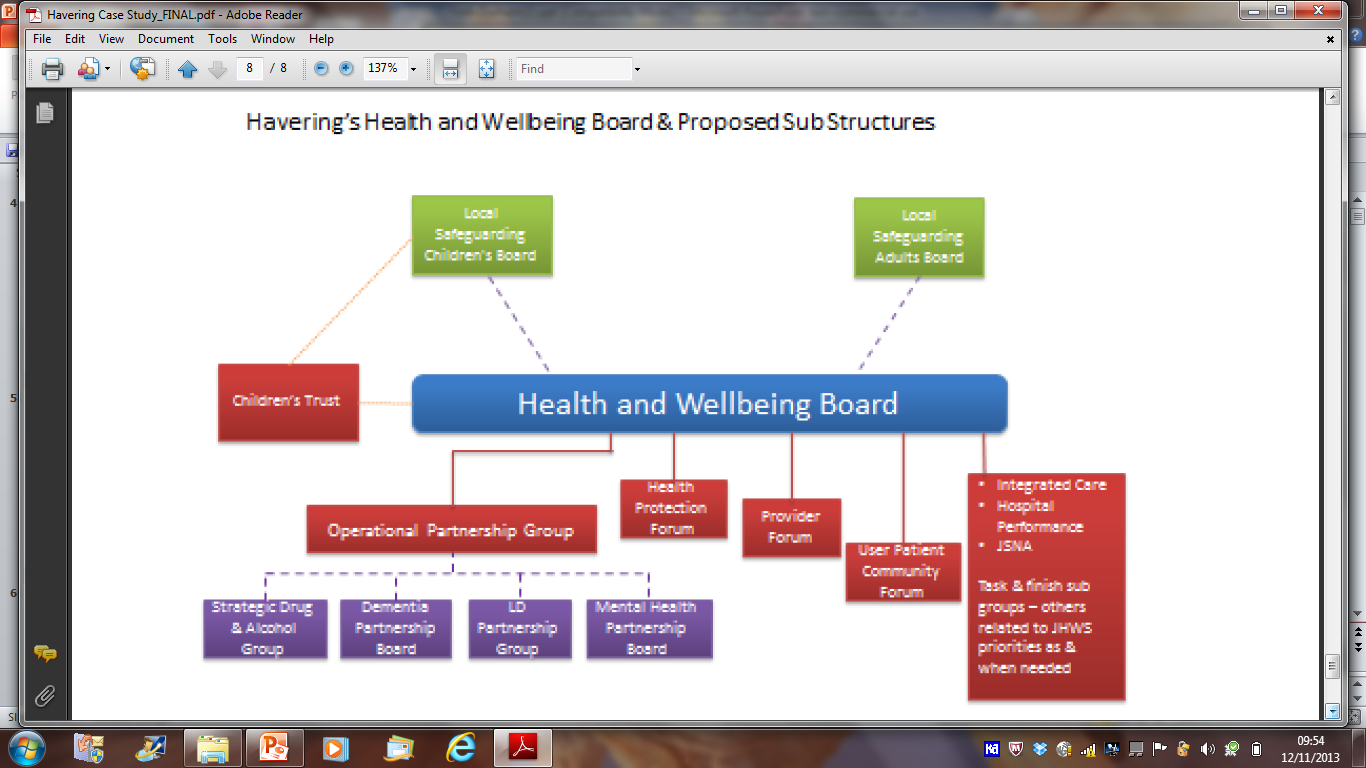 Havering Case Study_FINAL.pdf - Adobe Reader
File Edit View Document Tools Window Help
8 / 8 137% Find
Havering's Health and Wellbeing Board & Proposed Sub Structures
Local
Safeguarding
Children's Board
Local
Safeguarding
Adults Board
Children's Trust
Health and Wellbeing Board
Operational Partnership Group
Health
Protection
Forum
Provider
Forum
User Patient
Community
Forum
• Integrated Care
• Hospital
Performance
• JSNA
Task & finish sub
groups – others
related to JHWS
priorities as &
when needed
Strategic Drug
& Alcohol
Group
Dementia
Partnership
Board
LD
Partnership
Group
Mental Health
Partnership
Board
4
5
6
09:54
12/11/2013